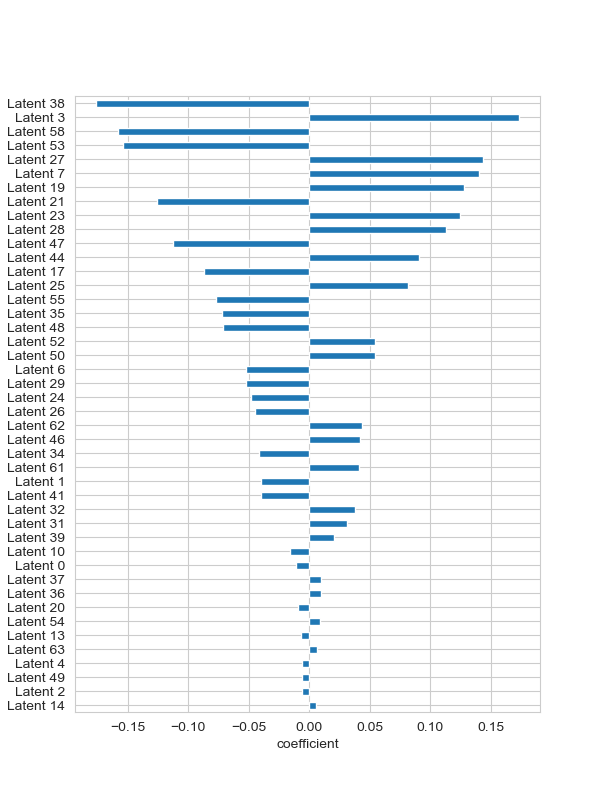 Latent 38
Latent 3
Latent 58
Latent 53
Latent 27
Latent 7
Latent 19
Latent 21
Latent 23
Latent 28
Latent 47
Latent 44
Latent 17
Latent 25
Latent 55
Latent 35
Latent 48
Latent 52
Latent 50
Latent 6
Latent 29
Latent 24
Latent 26
Latent 62
Latent 46
Latent 34
Latent 61
Latent 1
Latent 41
Latent 32
Latent 31
Latent 39
Latent 10
Latent 0
Latent 37
Latent 36
Latent 20
Latent 54
Latent 13
Latent 63
Latent 4
Latent 49
Latent 2
Latent 14
−0.15 −0.10 −0.05 0.00 0.05 0.10 0.15
coefficient